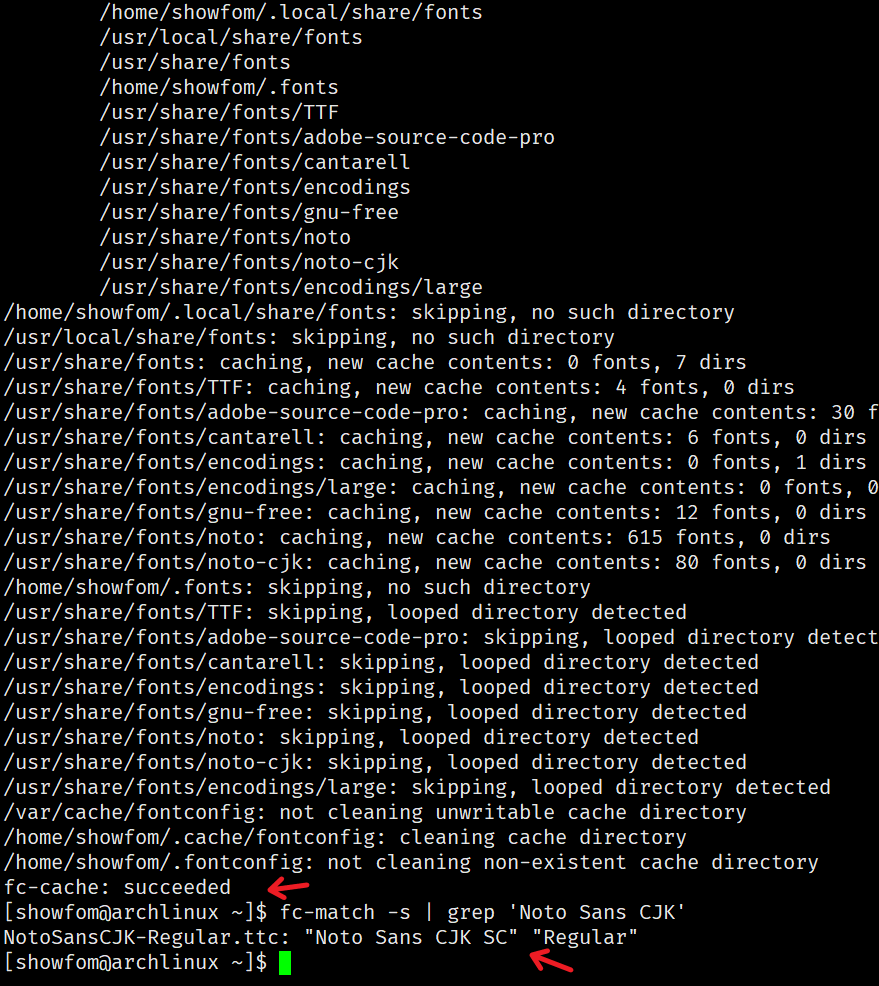 /home/showfom/.local/share/fonts
/usr/local/share/fonts
/usr/share/fonts
/home/showfom/.fonts
/usr/share/fonts/TTF
/usr/share/fonts/adobe-source-code-pro
/usr/share/fonts/cantarell
/usr/share/fonts/encodings
/usr/share/fonts/gnu-free
/usr/share/fonts/noto
/usr/share/fonts/noto-cjk
/usr/share/fonts/encodings/large
/home/showfom/.local/share/fonts: skipping, no such directory
/usr/local/share/fonts: skipping, no such directory
/usr/share/fonts: caching, new cache contents: 0 fonts, 7 dirs
/usr/share/fonts/TTF: caching, new cache contents: 4 fonts, 0 dirs
/usr/share/fonts/adobe-source-code-pro: caching, new cache contents: 30 f
/usr/share/fonts/cantarell: caching, new cache contents: 6 fonts, 0 dirs
/usr/share/fonts/encodings: caching, new cache contents: 0 fonts, 1 dirs
/usr/share/fonts/encodings/large: caching, new cache contents: 0 fonts, 0
/usr/share/fonts/gnu-free: caching, new cache contents: 12 fonts, 0 dirs
/usr/share/fonts/noto: caching, new cache contents: 615 fonts, 0 dirs
/usr/share/fonts/noto-cjk: caching, new cache contents: 80 fonts, 0 dirs
/home/showfom/.fonts: skipping, no such directory
/usr/share/fonts/TTF: skipping, looped directory detected
/usr/share/fonts/adobe-source-code-pro: skipping, looped directory detect
/usr/share/fonts/cantarell: skipping, looped directory detected
/usr/share/fonts/encodings: skipping, looped directory detected
/usr/share/fonts/gnu-free: skipping, looped directory detected
/usr/share/fonts/noto: skipping, looped directory detected
/usr/share/fonts/noto-cjk: skipping, looped directory detected
/usr/share/fonts/encodings/large: skipping, looped directory detected
/var/cache/fontconfig: not cleaning unwritable cache directory
/home/showfom/.cache/fontconfig: cleaning cache directory
/home/showfom/.fontconfig: not cleaning non-existent cache directory
fc-cache: succeeded
[showfom@archlinux ~]$ fc-match -s | grep 'Noto Sans CJK'
NotoSansCJK-Regular.ttc: "Noto Sans CJK SC" "Regular"
[showfom@archlinux ~]$